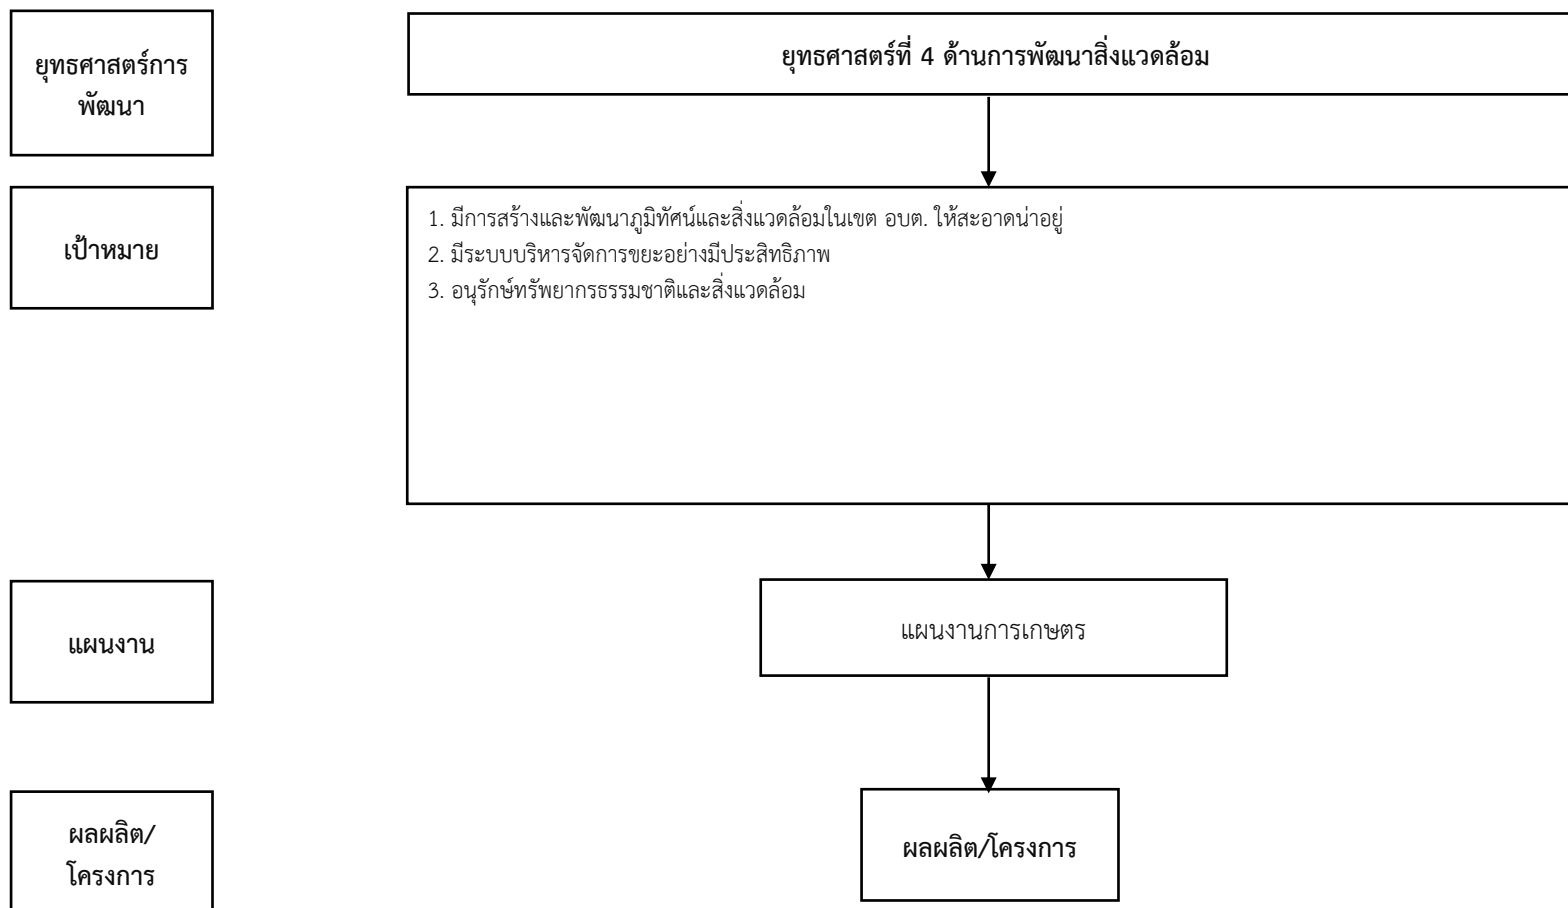 ยุทธศาสตร์การ
พัฒนา
ยุทธศาสตร์ที่ 4 ด้านการพัฒนาสิ่งแวดล้อม
เป้าหมาย
1. มีการสร้างและพัฒนาภูมิทัศน์และสิ่งแวดล้อมในเขต อบต. ให้สะอาดน่าอยู่
2. มีระบบบริหารจัดการขยะอย่างมีประสิทธิภาพ
3. อนุรักษ์ทรัพยากรธรรมชาติและสิ่งแวดล้อม
แผนงาน
แผนงานการเกษตร
ผลผลิต/
โครงการ
ผลผลิต/โครงการ